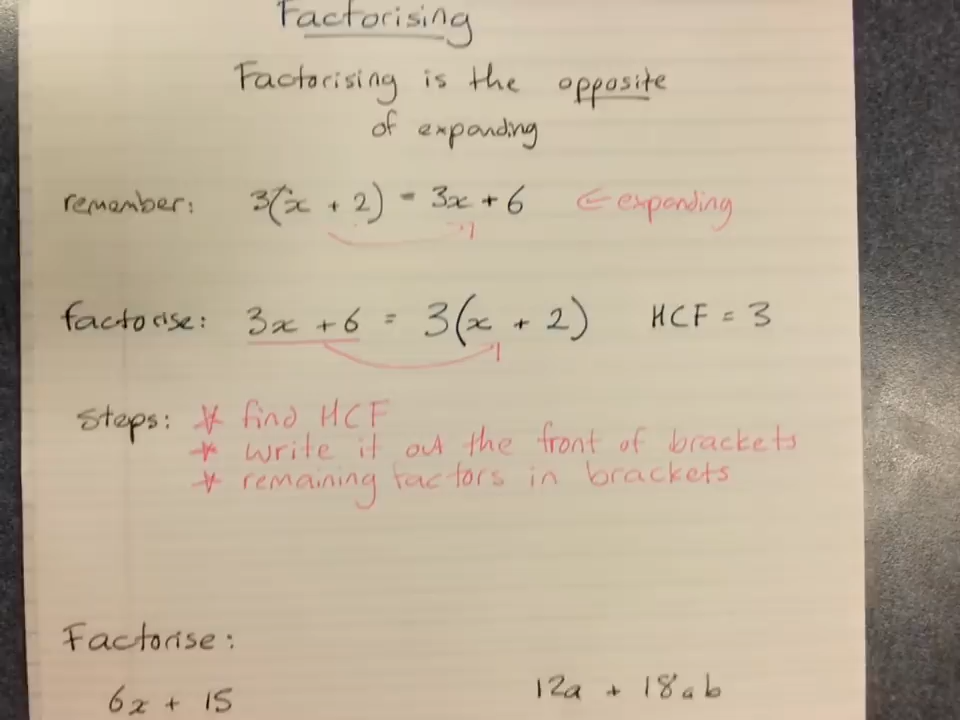 Factorising
Factorising is the opposite
of expanding
remember: 3(x + 2) = 3x + 6 ← expanding
factorise: 3x + 6 = 3(x + 2) HCF = 3
Steps: * find HCF
* write it out the front of brackets
* remaining factors in brackets
Factorise:
6x + 15 12a + 18ab